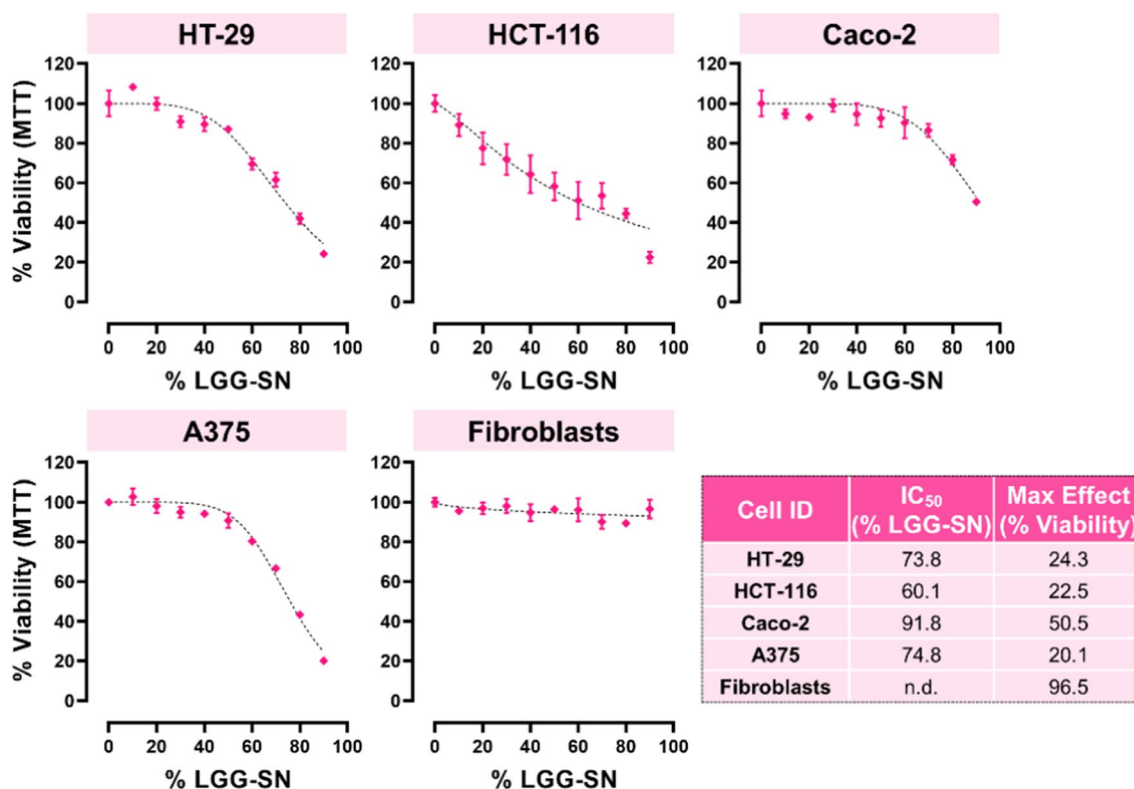 HT-29
HCT-116
Caco-2
% Viability (MTT)
120
100
80
60
40
20
0
0 20 40 60 80 100
% LGG-SN
120
100
80
60
40
20
0
0 20 40 60 80 100
% LGG-SN
120
100
80
60
40
20
0
0 20 40 60 80 100
% LGG-SN
A375
Fibroblasts
% Viability (MTT)
120
100
80
60
40
20
0
0 20 40 60 80 100
% LGG-SN
120
100
80
60
40
20
0
0 20 40 60 80 100
% LGG-SN
Cell ID IC₅₀ (% LGG-SN) Max Effect (% Viability)
HT-29 73.8 24.3
HCT-116 60.1 22.5
Caco-2 91.8 50.5
A375 74.8 20.1
Fibroblasts n.d. 96.5